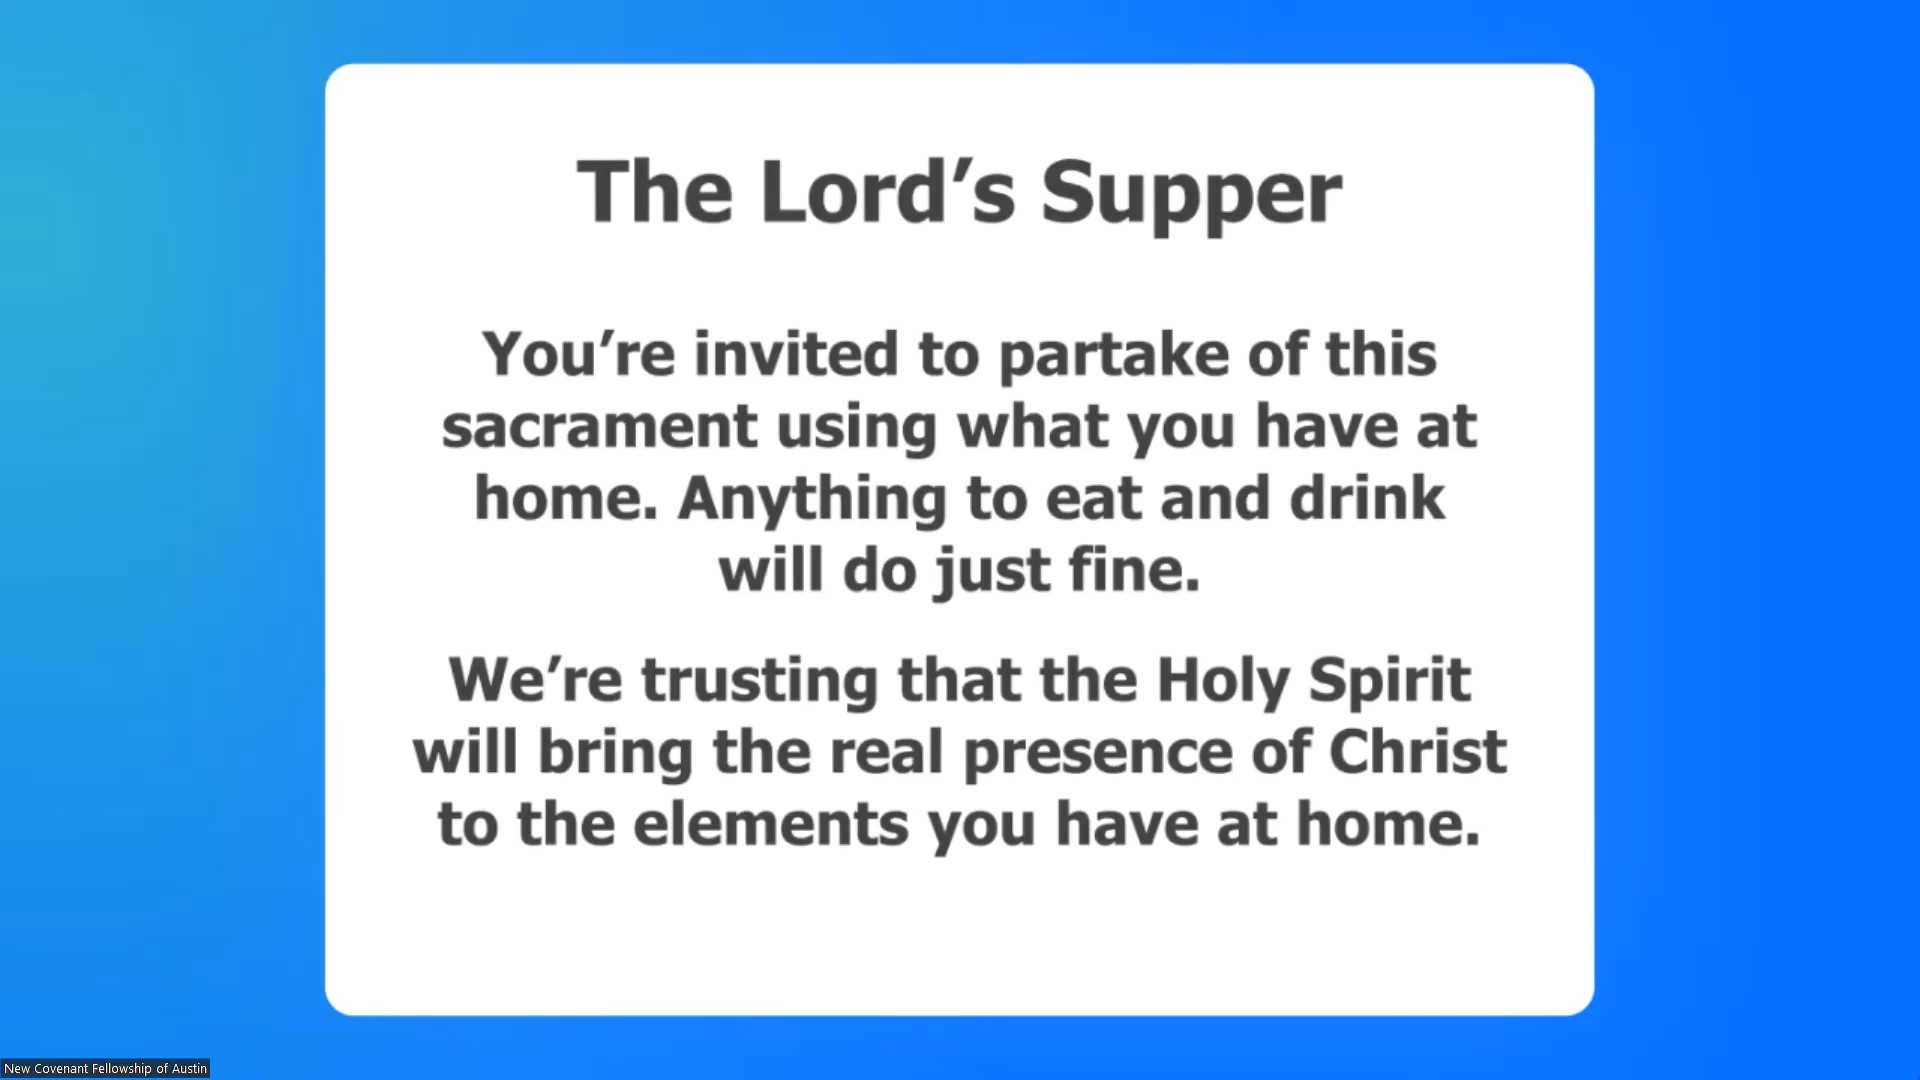 The Lord’s Supper
You’re invited to partake of this
sacrament using what you have at
home. Anything to eat and drink
will do just fine.
We’re trusting that the Holy Spirit
will bring the real presence of Christ
to the elements you have at home.
New Covenant Fellowship of Austin